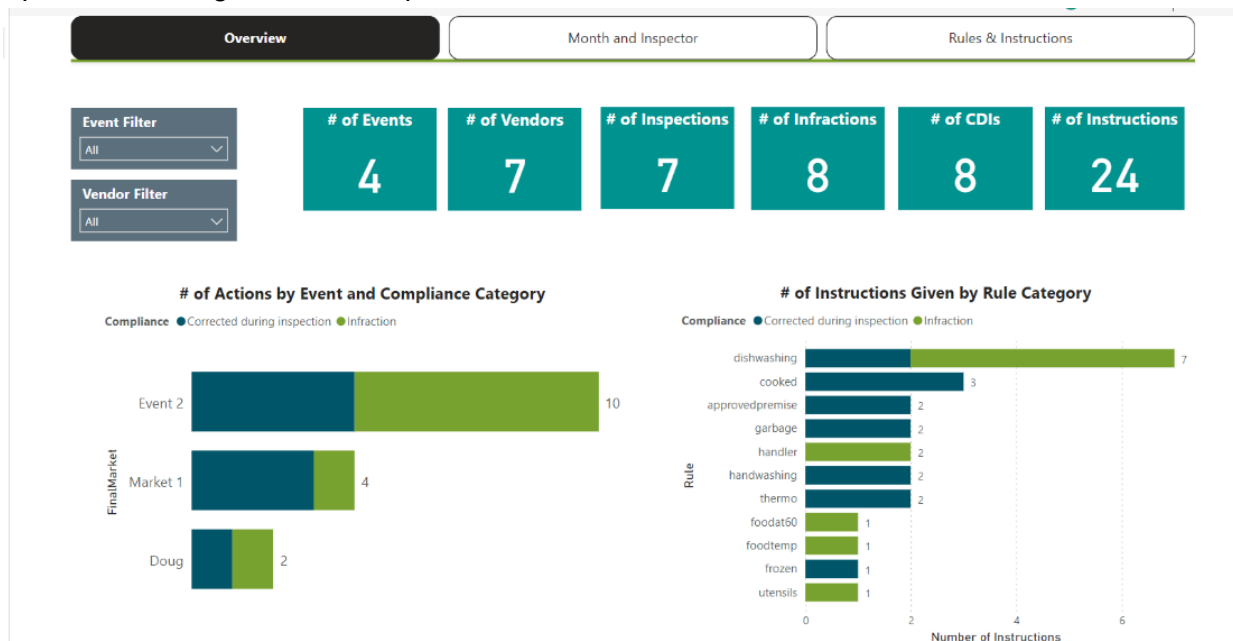 Overview
Month and Inspector
Rules & Instructions
Event Filter
All
Vendor Filter
All
# of Events
4
# of Vendors
7
# of Inspections
7
# of Infractions
8
# of CDIs
8
# of Instructions
24
# of Actions by Event and Compliance Category
Compliance Corrected during inspection Infraction
FinalMarket
Event 2 10
Market 1 4
Doug 2
# of Instructions Given by Rule Category
Compliance Corrected during inspection Infraction
Rule
dishwashing 7
cooked 3
approvedpremise 2
garbage 2
handler 2
handwashing 2
thermo 2
foodat60 1
foodtemp 1
frozen 1
utensils 1
0 2 4 6
Number of Instructions